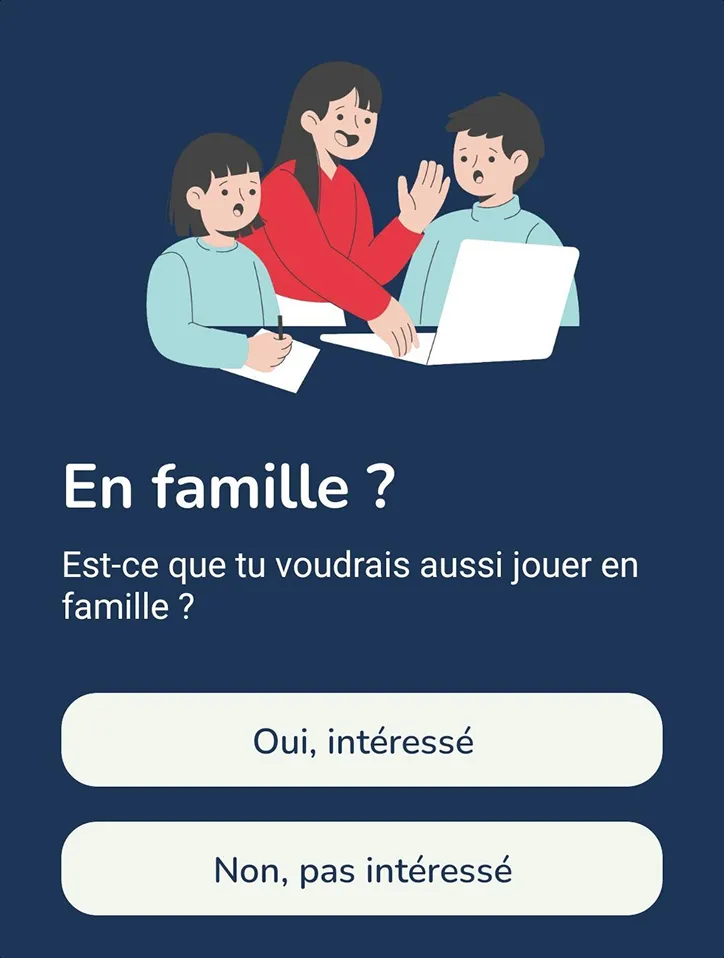 En famille ?
Est-ce que tu voudrais aussi jouer en
famille ?
Oui, intéressé
Non, pas intéressé